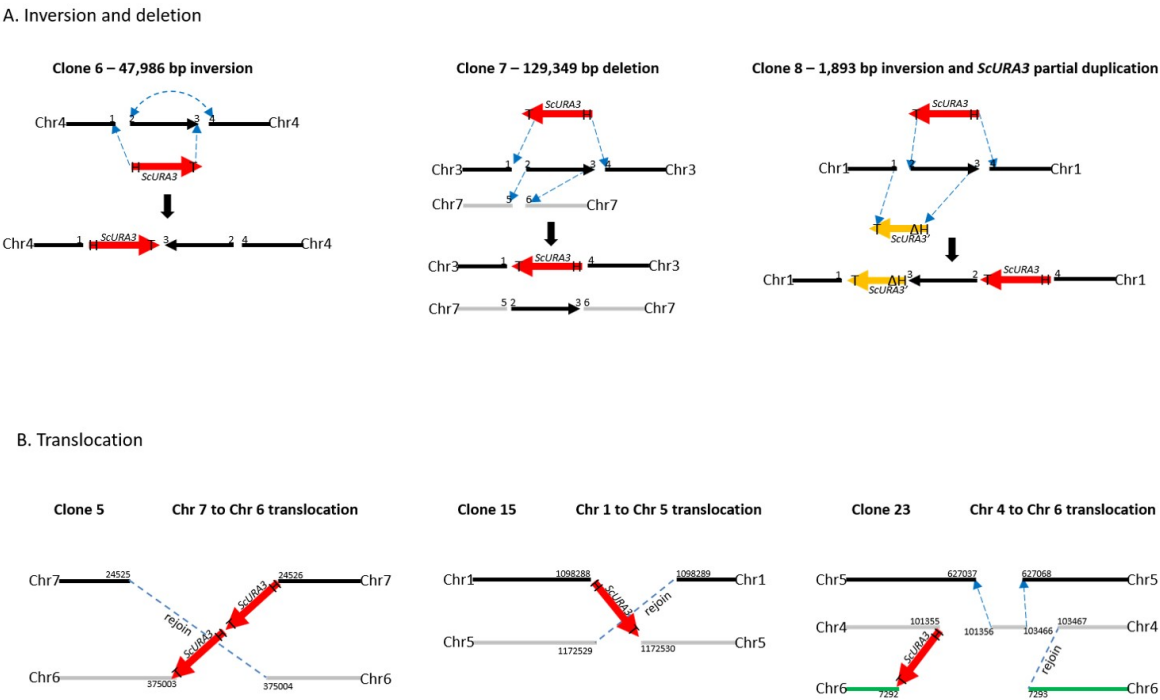 A. Inversion and deletion
Clone 6 – 47,986 bp inversion
Chr4 1 2 3 4 Chr4
H T
ScURA3
Chr4 1 H ScURA3 T 3 2 4 Chr4
Clone 7 – 129,349 bp deletion
T ScURA3 H
Chr3 1 2 3 4 Chr3
Chr7 5 6 Chr7
Chr3 1 T ScURA3 H 4 Chr3
Chr7 5 2 3 6 Chr7
Clone 8 – 1,893 bp inversion and ScURA3 partial duplication
T ScURA3 H
Chr1 1 2 3 4 Chr1
T ΔH
ScURA3'
Chr1 1 T ΔH 3 2 T ScURA3 H 4 Chr1
ScURA3'
B. Translocation
Clone 5 Chr 7 to Chr 6 translocation
Chr7 24525 24526 Chr7
H ScURA3 T
rejoin
H ScURA3 T
Chr6 375003 375004 Chr6
Clone 15 Chr 1 to Chr 5 translocation
Chr1 1098288 1098289 Chr1
H ScURA3 T
rejoin
Chr5 1172529 1172530 Chr5
Clone 23 Chr 4 to Chr 6 translocation
Chr5 627037 627068 Chr5
Chr4 101355 101356 103466 103467 Chr4
H ScURA3 T
rejoin
Chr6 7292 7293 Chr6